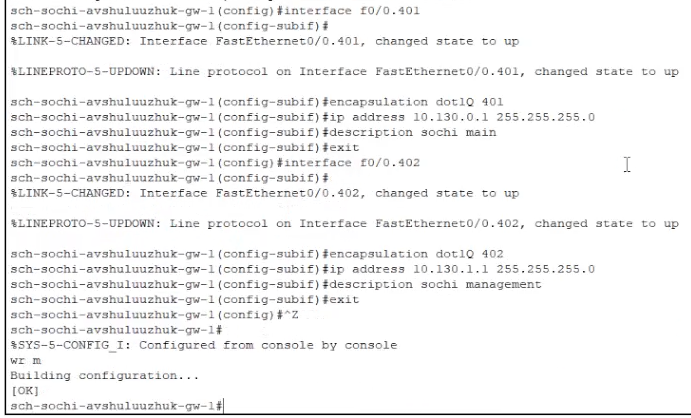 sch-sochi-avshuluuzhuk-gw-1(config)#interface f0/0.401
sch-sochi-avshuluuzhuk-gw-1(config-subif)#
%LINK-5-CHANGED: Interface FastEthernet0/0.401, changed state to up
%LINEPROTO-5-UPDOWN: Line protocol on Interface FastEthernet0/0.401, changed state to up
sch-sochi-avshuluuzhuk-gw-1(config-subif)#encapsulation dot1Q 401
sch-sochi-avshuluuzhuk-gw-1(config-subif)#ip address 10.130.0.1 255.255.255.0
sch-sochi-avshuluuzhuk-gw-1(config-subif)#description sochi main
sch-sochi-avshuluuzhuk-gw-1(config-subif)#exit
sch-sochi-avshuluuzhuk-gw-1(config)#interface f0/0.402
sch-sochi-avshuluuzhuk-gw-1(config-subif)#
%LINK-5-CHANGED: Interface FastEthernet0/0.402, changed state to up
%LINEPROTO-5-UPDOWN: Line protocol on Interface FastEthernet0/0.402, changed state to up
sch-sochi-avshuluuzhuk-gw-1(config-subif)#encapsulation dot1Q 402
sch-sochi-avshuluuzhuk-gw-1(config-subif)#ip address 10.130.1.1 255.255.255.0
sch-sochi-avshuluuzhuk-gw-1(config-subif)#description sochi management
sch-sochi-avshuluuzhuk-gw-1(config-subif)#exit
sch-sochi-avshuluuzhuk-gw-1(config)#^Z
sch-sochi-avshuluuzhuk-gw-1#
%SYS-5-CONFIG_I: Configured from console by console
wr m
Building configuration...
[OK]
sch-sochi-avshuluuzhuk-gw-1#